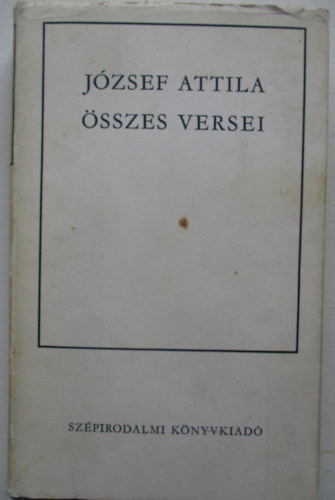 JÓZSEF ATTILA
ÖSSZES VERSEI
SZÉPIRODALMI KÖNYVKIADÓ